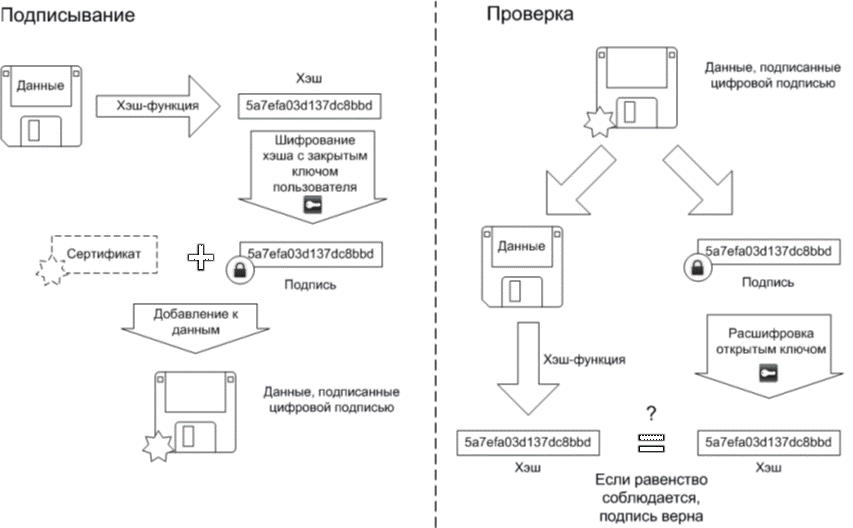 Подписывание
Данные
Хэш-функция
Хэш
5a7efa03d137dc8bbd
Шифрование
хэша с закрытым
ключом
пользователя
Сертификат
5a7efa03d137dc8bbd
Подпись
Добавление к
данным
Данные, подписанные
цифровой подписью
Проверка
Данные, подписанные
цифровой подписью
Данные
5a7efa03d137dc8bbd
Подпись
Хэш-функция
Расшифровка
открытым ключом
5a7efa03d137dc8bbd
Хэш
?
5a7efa03d137dc8bbd
Хэш
Если равенство
соблюдается,
подпись верна